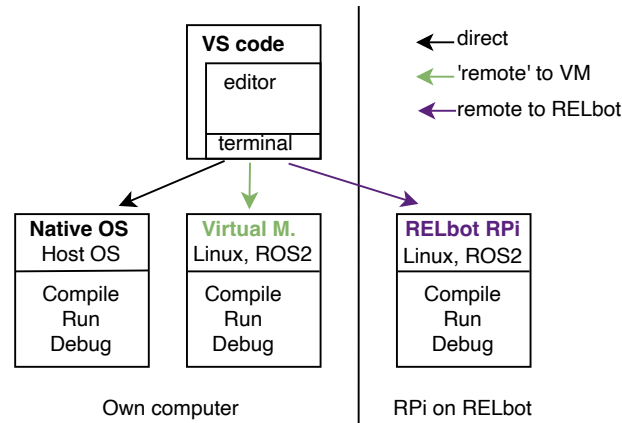 VS code
editor
terminal
direct
'remote' to VM
remote to RELbot
Native OS
Host OS
Compile
Run
Debug
Virtual M.
Linux, ROS2
Compile
Run
Debug
RELbot RPi
Linux, ROS2
Compile
Run
Debug
Own computer
RPi on RELbot